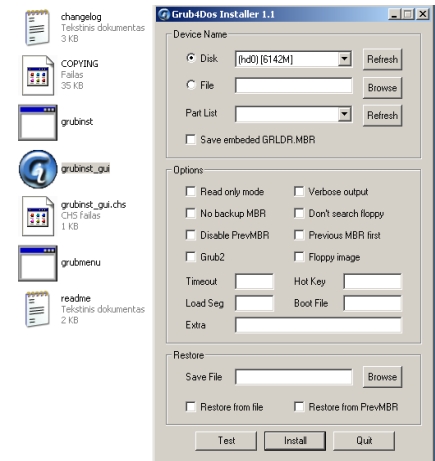 changelog
Tekstinis dokumentas
3 KB
COPYING
Failas
35 KB
grubinst
grubinst_gui
grubinst_gui.chs
CHS failas
1 KB
grubmenu
readme
Tekstinis dokumentas
2 KB
Grub4Dos Installer 1.1
Device Name
Disk (hd0) [6142M] Refresh
File Browse
Part List Refresh
Save embeded GRLDR.MBR
Options
Read only mode Verbose output
No backup MBR Don't search floppy
Disable PrevMBR Previous MBR first
Grub2 Floppy image
Timeout Hot Key
Load Seg Boot File
Extra
Restore
Save File Browse
Restore from file Restore from PrevMBR
Test Install Quit